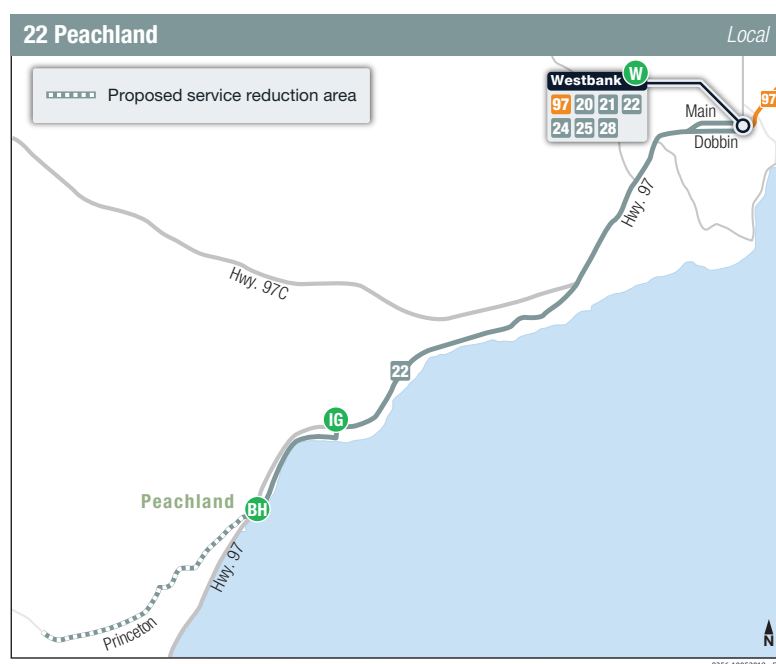 22 Peachland
Local
Proposed service reduction area
Westbank W
97 20 21 22
24 25 28
97
Main
Dobbin
Hwy. 97
Hwy. 97C
22
IG
Peachland
BH
Hwy. 97
Princeton
N